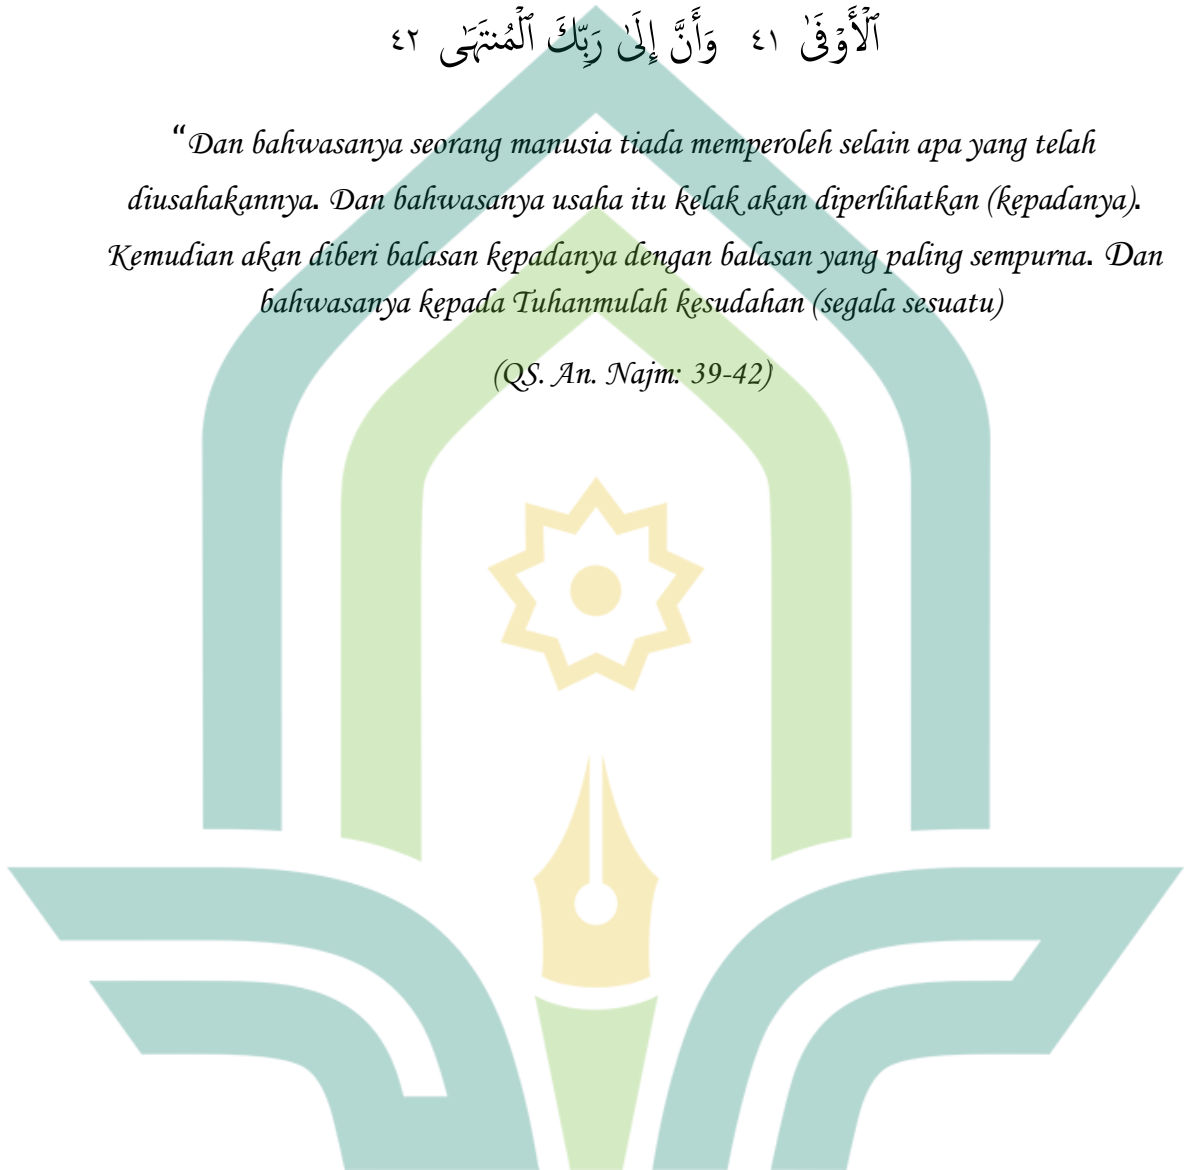 ٱلۡأَوۡفَىٰ ٤١ وَأَنَّ إِلَىٰ رَبِّكَ ٱلۡمُنتَهَىٰ ٤٢
“Dan bahwasanya seorang manusia tiada memperoleh selain apa yang telah
diusahakannya. Dan bahwasanya usaha itu kelak akan diperlihatkan (kepadanya).
Kemudian akan diberi balasan kepadanya dengan balasan yang paling sempurna. Dan
bahwasanya kepada Tuhanmulah kesudahan (segala sesuatu)
(QS. An. Najm: 39-42)